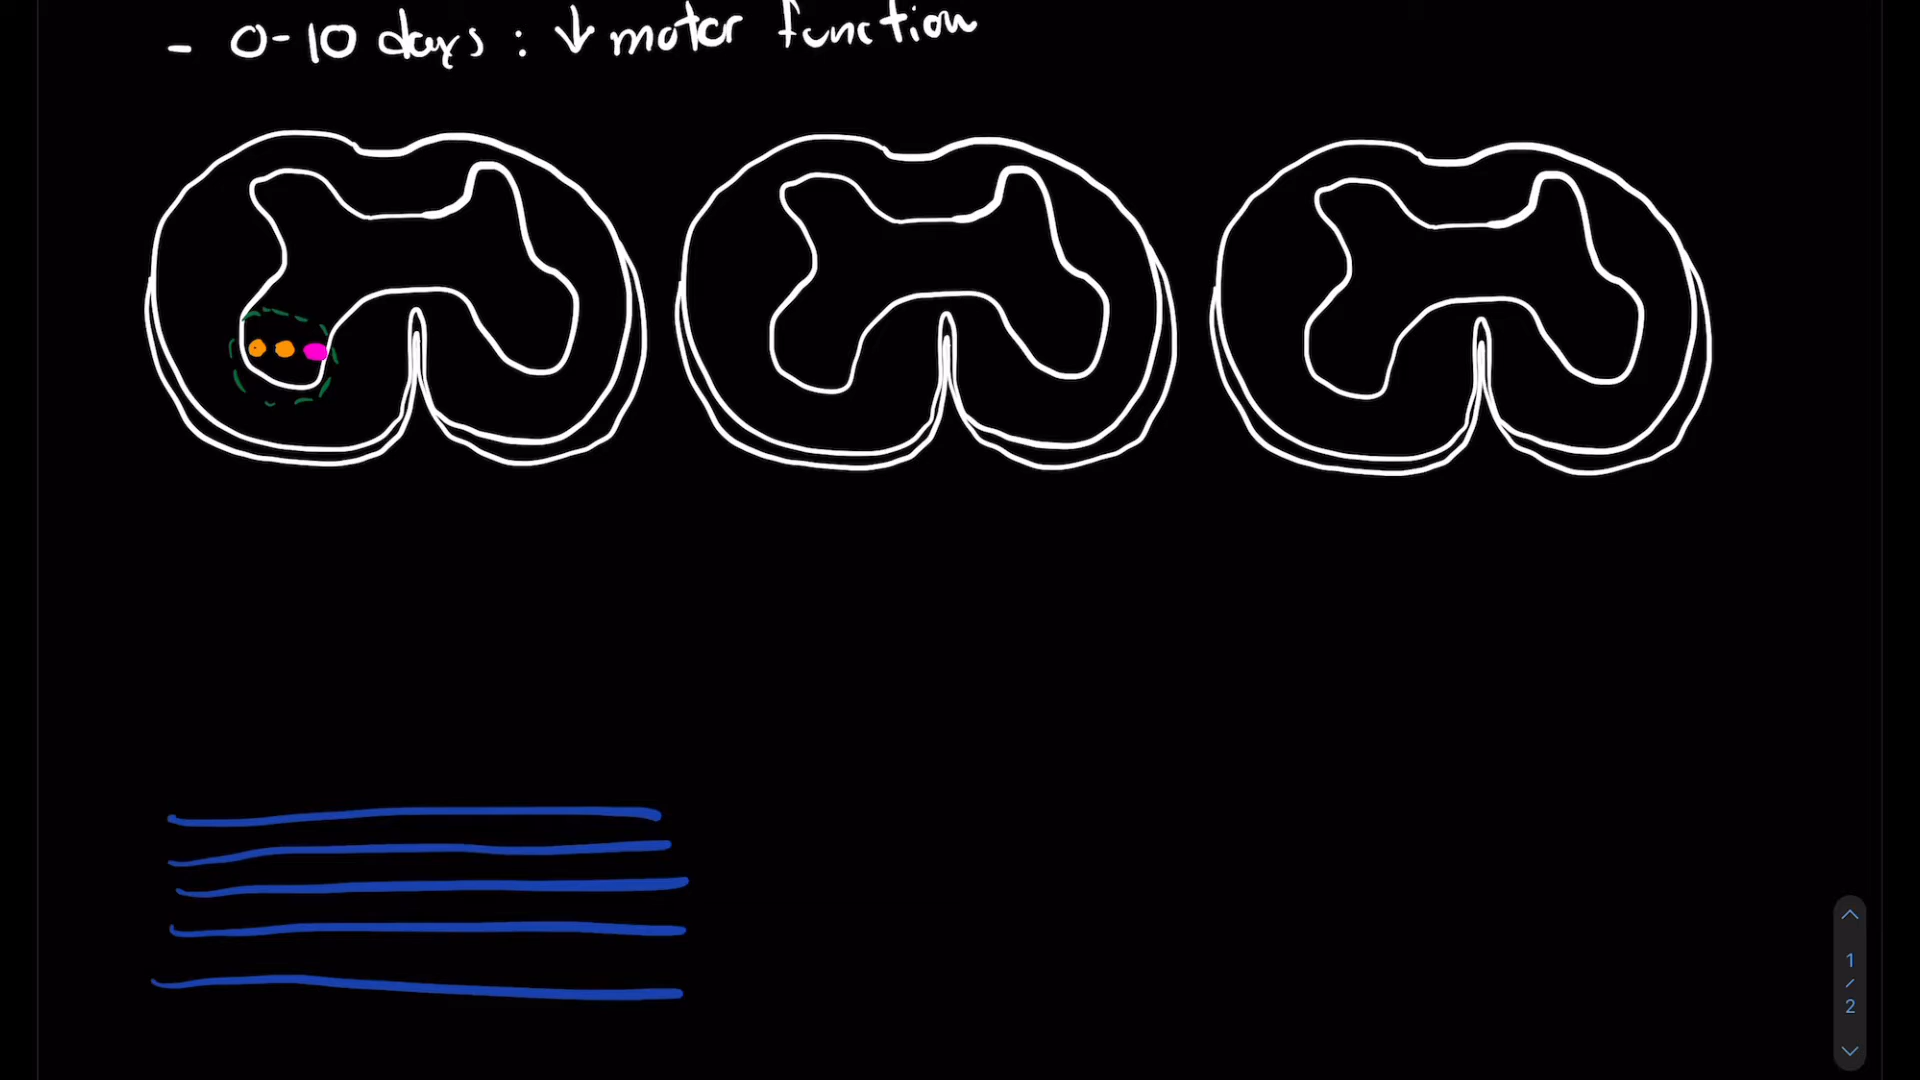 - 0-10 days : ↓ motor function
1
/
2